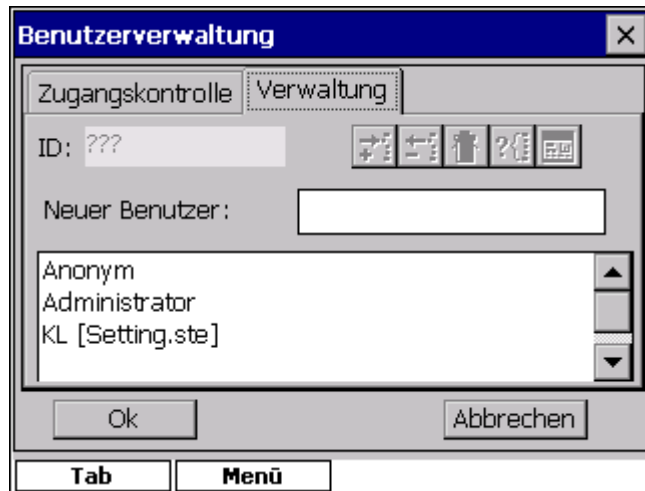 Benutzerverwaltung
Zugangskontrolle Verwaltung
ID: ???
Neuer Benutzer:
Anonym
Administrator
KL [Setting.ste]
Ok Abbrechen
Tab Menü